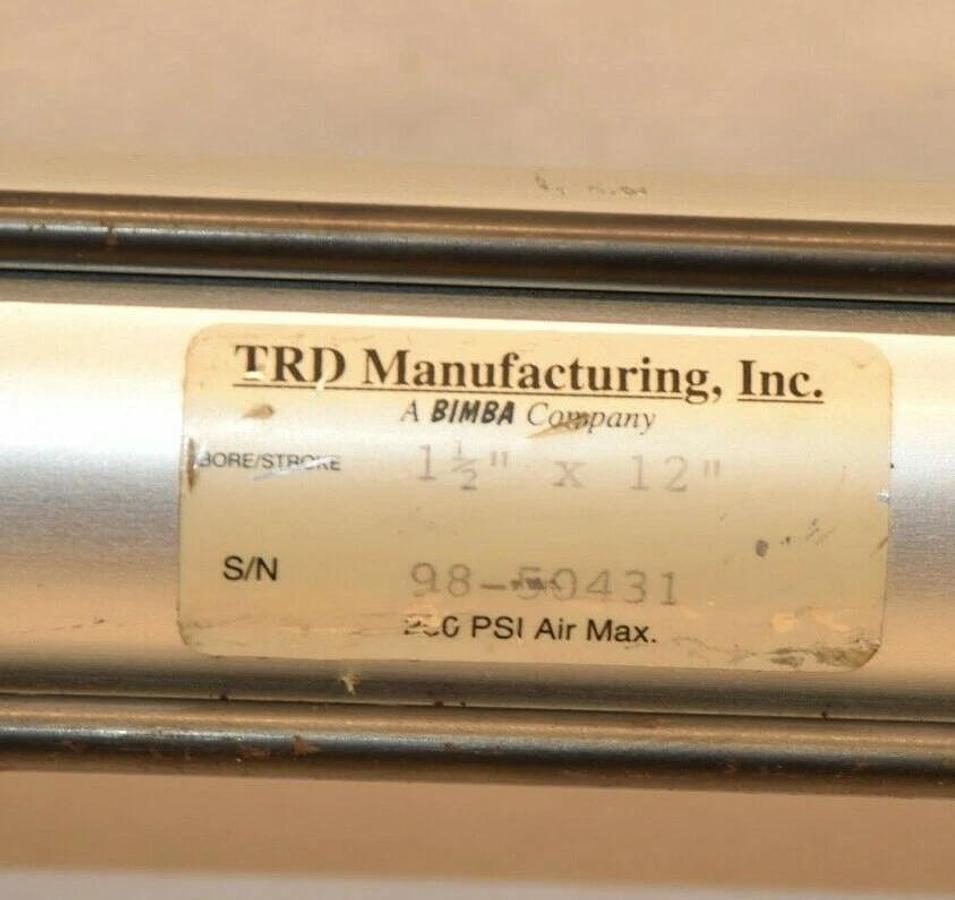 TRD Manufacturing, Inc.
A BIMBA Company
BORE/STROKE 1½" x 12"
S/N 98-50431
PSI Air Max.